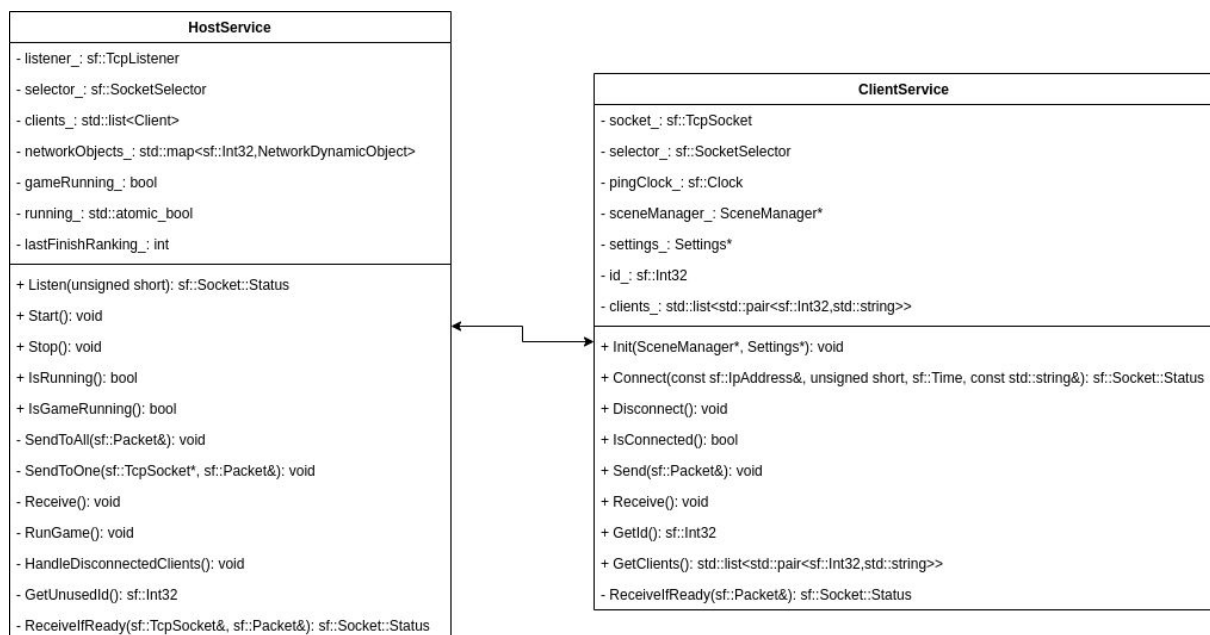 HostService
- listener_: sf::TcpListener
- selector_: sf::SocketSelector
- clients_: std::list<Client>
- networkObjects_: std::map<sf::Int32,NetworkDynamicObject>
- gameRunning_: bool
- running_: std::atomic_bool
- lastFinishRanking_: int
+ Listen(unsigned short): sf::Socket::Status
+ Start(): void
+ Stop(): void
+ IsRunning(): bool
+ IsGameRunning(): bool
- SendToAll(sf::Packet&): void
- SendToOne(sf::TcpSocket*, sf::Packet&): void
- Receive(): void
- RunGame(): void
- HandleDisconnectedClients(): void
- GetUnusedId(): sf::Int32
- ReceiveIfReady(sf::TcpSocket&, sf::Packet&): sf::Socket::Status
ClientService
- socket_: sf::TcpSocket
- selector_: sf::SocketSelector
- pingClock_: sf::Clock
- sceneManager_: SceneManager*
- settings_: Settings*
- id_: sf::Int32
- clients_: std::list<std::pair<sf::Int32,std::string>>
+ Init(SceneManager*, Settings*): void
+ Connect(const sf::IpAddress&, unsigned short, sf::Time, const std::string&): sf::Socket::Status
+ Disconnect(): void
+ IsConnected(): bool
+ Send(sf::Packet&): void
+ Receive(): void
+ GetId(): sf::Int32
+ GetClients(): std::list<std::pair<sf::Int32,std::string>>
- ReceiveIfReady(sf::Packet&): sf::Socket::Status